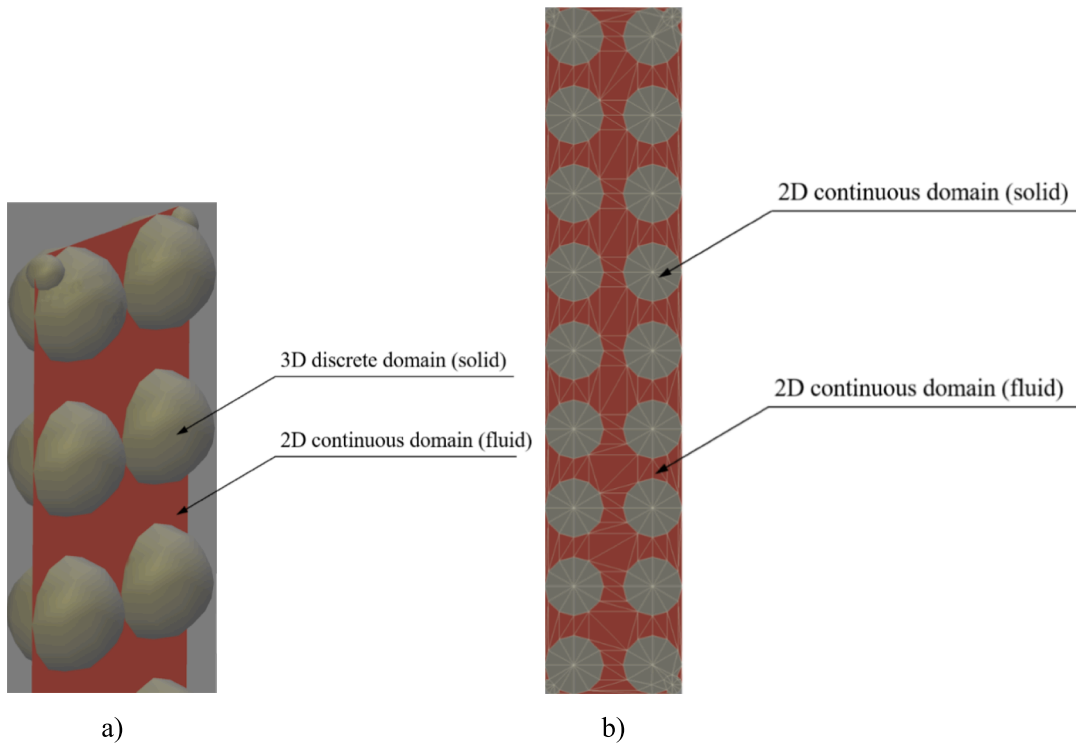 3D discrete domain (solid)
2D continuous domain (fluid)
a)
2D continuous domain (solid)
2D continuous domain (fluid)
b)